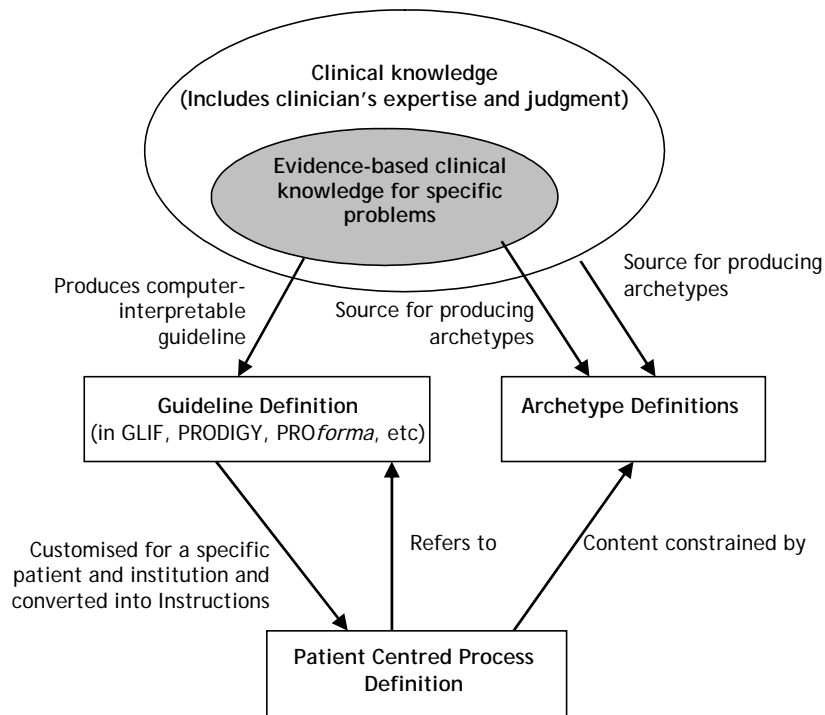 Clinical knowledge
(Includes clinician's expertise and judgment)
Evidence-based clinical
knowledge for specific
problems
Source for producing
archetypes
Produces computer-
interpretable
guideline
Source for producing
archetypes
Guideline Definition
(in GLIF, PRODIGY, PROforma, etc)
Archetype Definitions
Customised for a specific
patient and institution and
converted into Instructions
Refers to
Content constrained by
Patient Centred Process
Definition